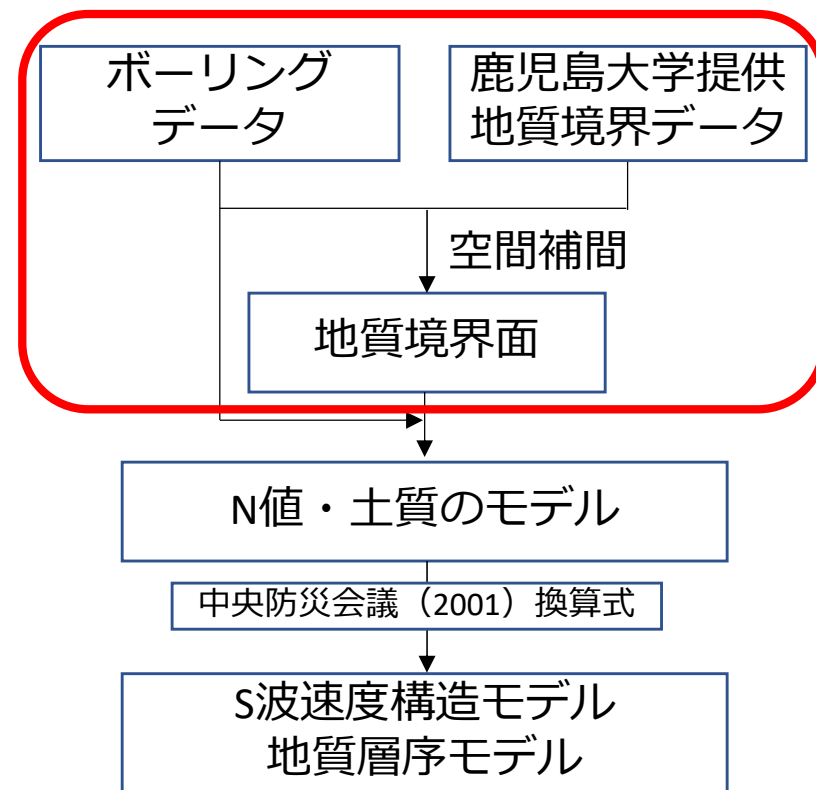 ボーリング
データ
鹿児島大学提供
地質境界データ
空間補間
地質境界面
N値・土質のモデル
中央防災会議（2001）換算式
S波速度構造モデル
地質層序モデル